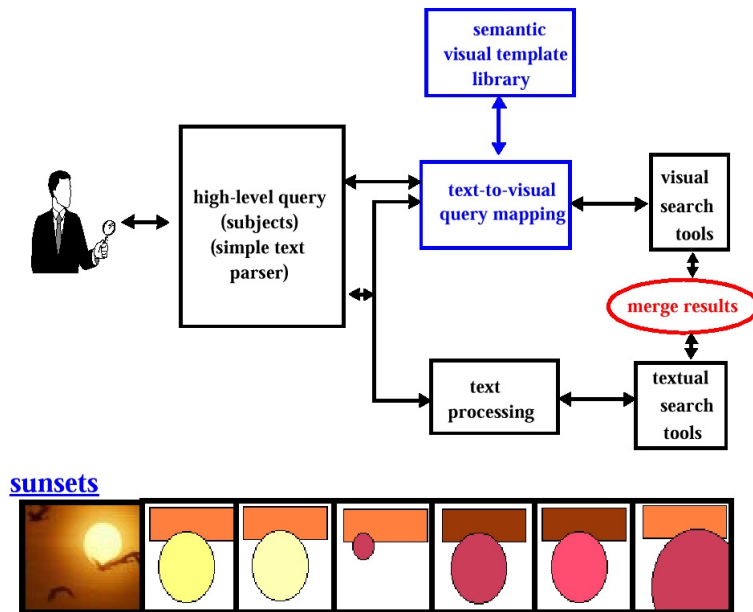 semantic
visual template
library
high-level query
(subjects)
(simple text
parser)
text-to-visual
query mapping
visual
search
tools
merge results
text
processing
textual
search
tools
sunsets